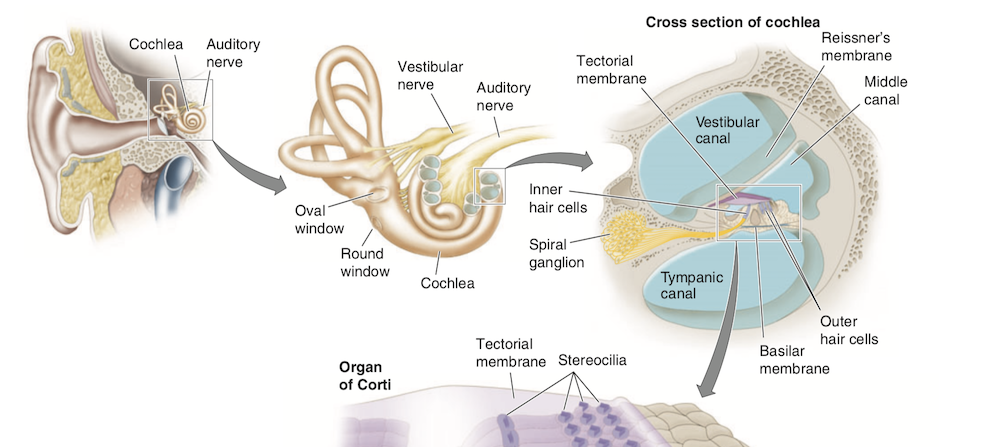 Cochlea
Auditory
nerve
Vestibular
nerve
Auditory
nerve
Oval
window
Round
window
Cochlea
Cross section of cochlea
Tectorial
membrane
Reissner's
membrane
Middle
canal
Vestibular
canal
Inner
hair cells
Spiral
ganglion
Tympanic
canal
Outer
hair cells
Basilar
membrane
Organ
of Corti
Tectorial
membrane
Stereocilia